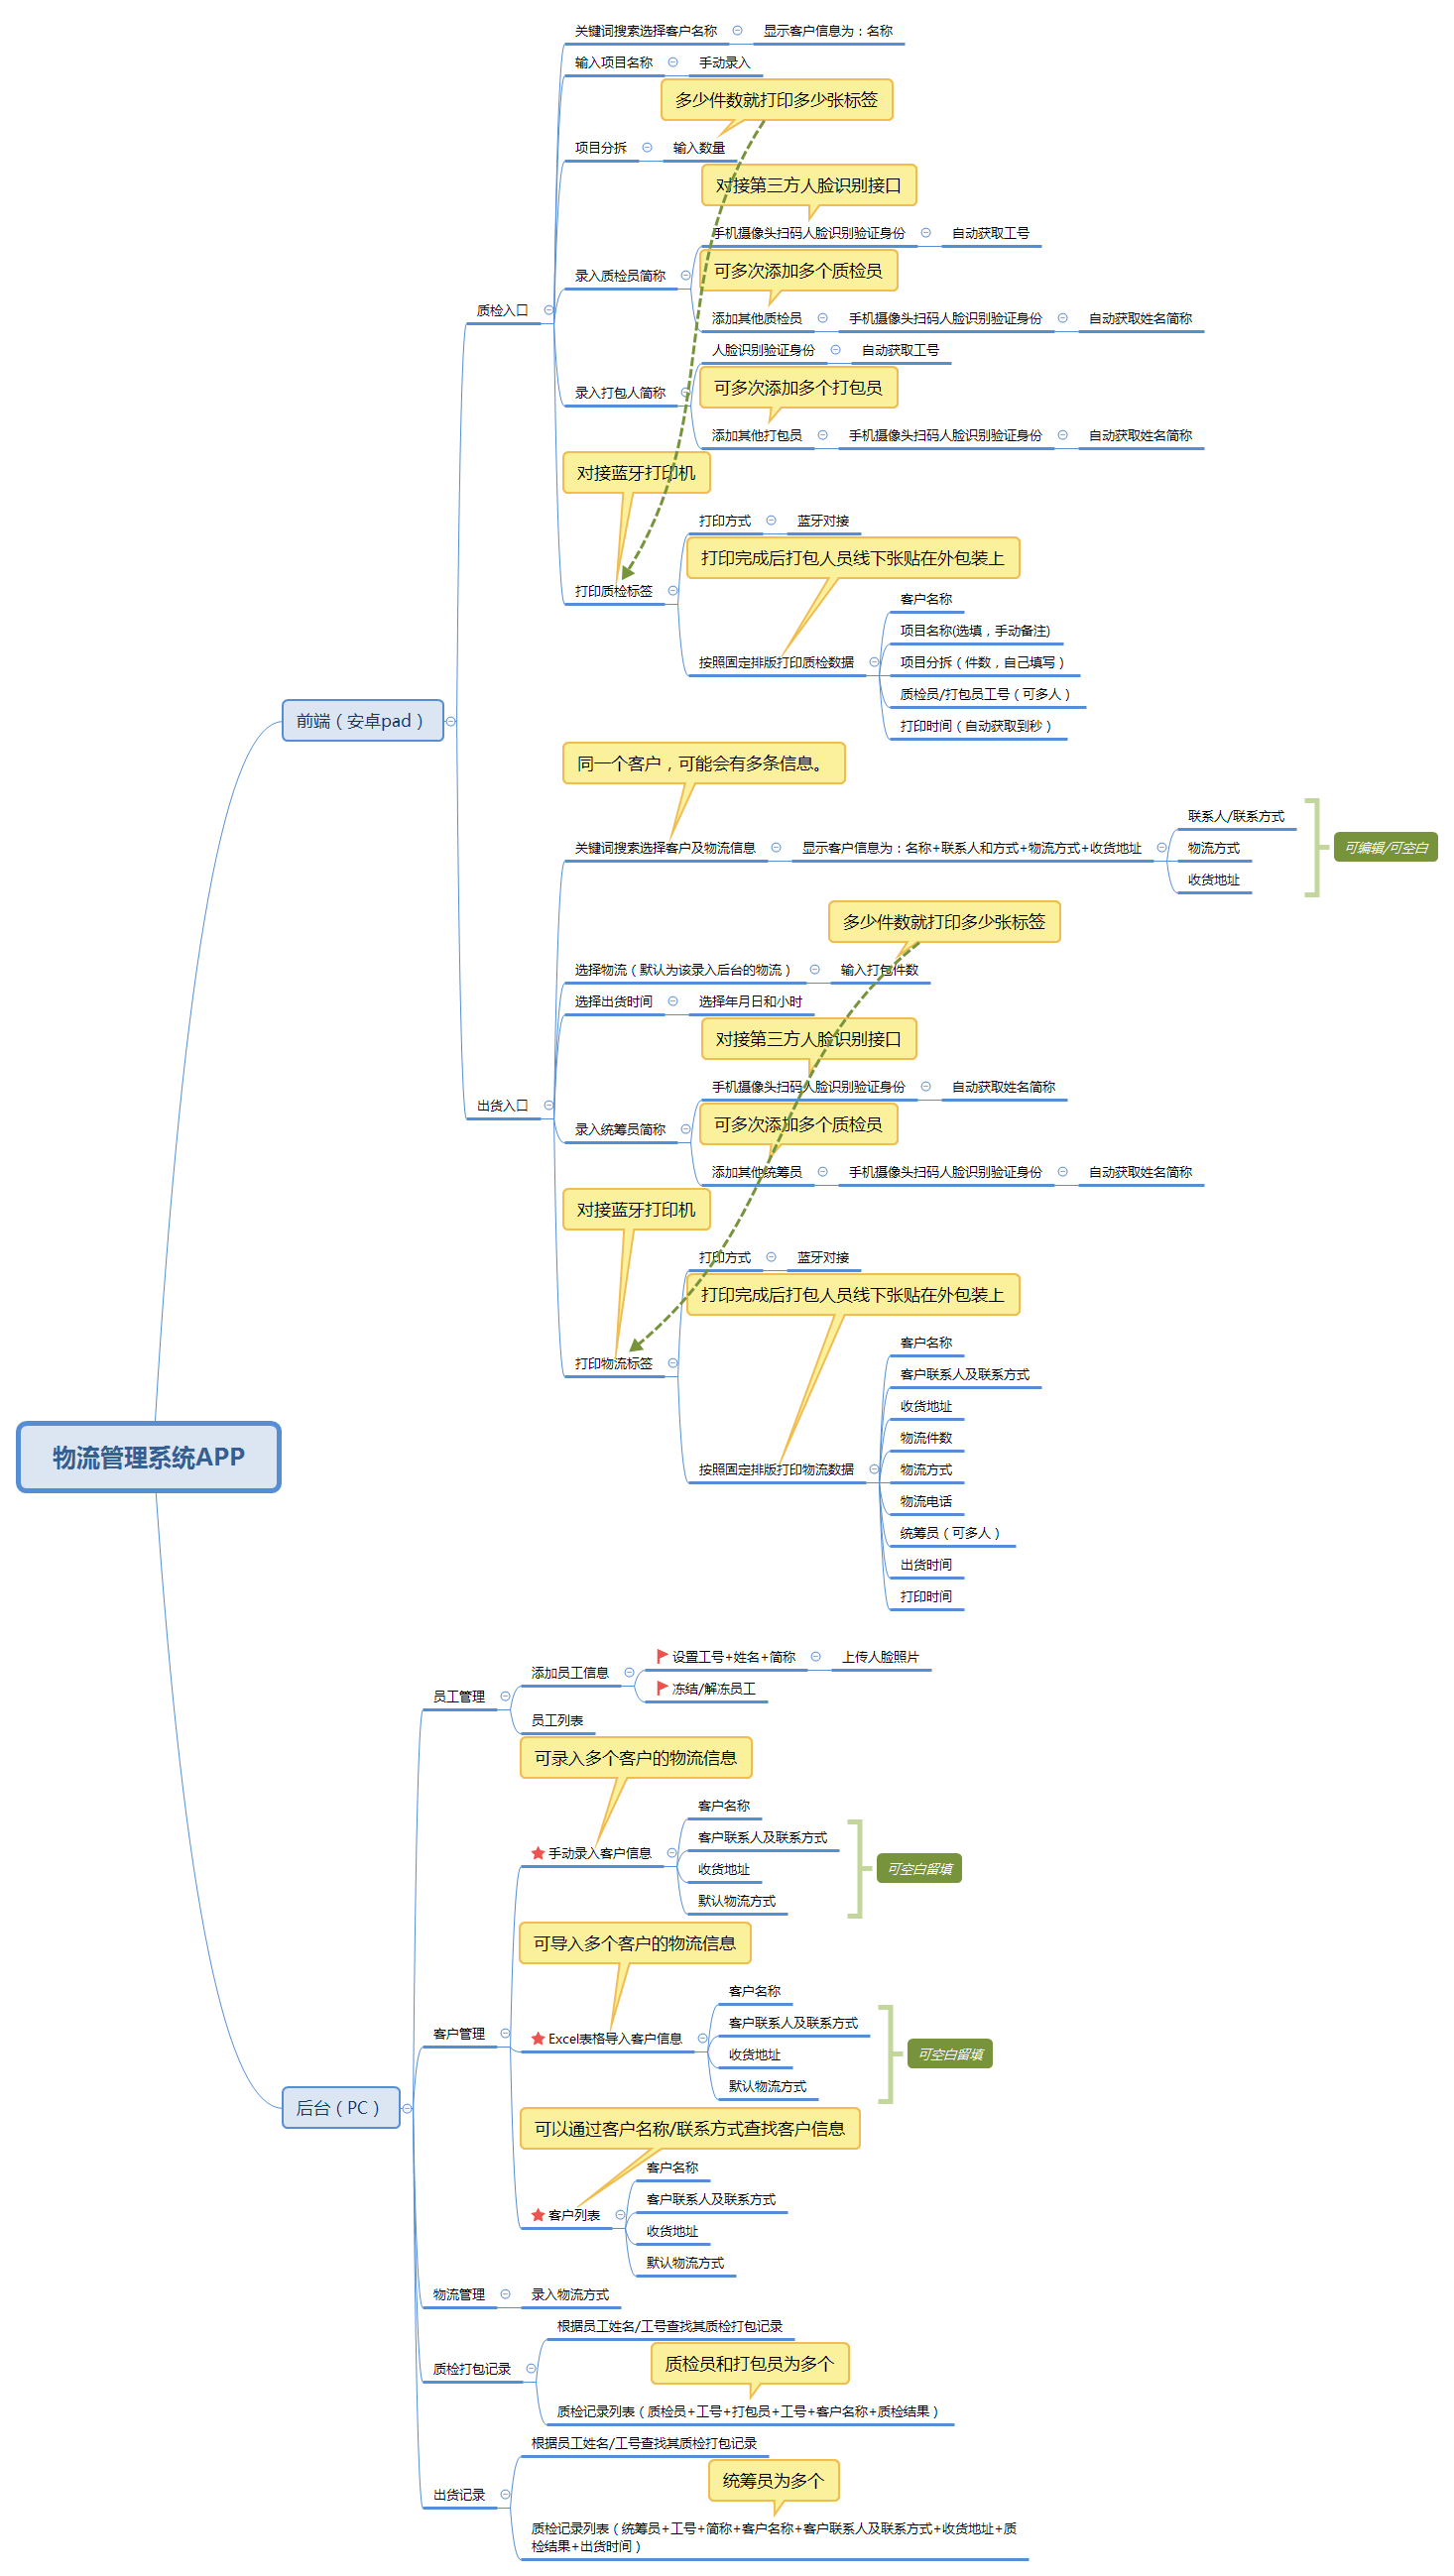 关键词搜素选择客户名称
显示客户信息为：名称
输入项目名称
手动录入
多少件数就打印多少张标签
项目分拆
输入数量
对接第三方人脸识别接口
手机摄像头扫码人脸识别验证身份
自动获取工号
录入质检员简称
可多次添加多个质检员
添加其他质检员
手机摄像头扫码人脸识别验证身份
自动获取姓名简称
质检入口
人脸识别验证身份
自动获取工号
录入打包人简称
可多次添加多个打包员
添加其他打包员
手机摄像头扫码人脸识别验证身份
自动获取姓名简称
对接蓝牙打印机
打印方式
蓝牙对接
打印完成后打包人员线下张贴在外包装上
打印质检标签
客户名称
项目名称(选填，手动备注)
按照固定排版打印质检数据
项目分拆（件数，自己填写）
质检员/打包员工号（可多人）
打印时间（自动获取到秒）
前端（安卓pad）
同一个客户，可能会有多条信息。
关键词搜素选择客户及物流信息
显示客户信息为：名称+联系人和方式+物流方式+收货地址
联系人/联系方式
物流方式
收货地址
可编辑/可空白
多少件数就打印多少张标签
选择物流（默认为该录入后台的物流）
输入打包件数
选择出货时间
选择年月日和小时
对接第三方人脸识别接口
手机摄像头扫码人脸识别验证身份
自动获取姓名简称
出货入口
录入统筹员简称
可多次添加多个质检员
添加其他统筹员
手机摄像头扫码人脸识别验证身份
自动获取姓名简称
对接蓝牙打印机
打印方式
蓝牙对接
打印完成后打包人员线下张贴在外包装上
打印物流标签
客户名称
客户联系人及联系方式
收货地址
物流件数
按照固定排版打印物流数据
物流方式
物流电话
统筹员（可多人）
出货时间
打印时间
物流管理系统APP
员工管理
添加员工信息
设置工号+姓名+简称
上传人脸照片
冻结/解冻员工
员工列表
可录入多个客户的物流信息
手动录入客户信息
客户名称
客户联系人及联系方式
收货地址
默认物流方式
可空白留填
可导入多个客户的物流信息
客户管理
Excel表格导入客户信息
客户名称
客户联系人及联系方式
收货地址
默认物流方式
可空白留填
后台（PC）
可以通过客户名称/联系方式查找客户信息
客户列表
客户名称
客户联系人及联系方式
收货地址
默认物流方式
物流管理
录入物流方式
质检打包记录
根据员工姓名/工号查找其质检打包记录
质检员和打包员为多个
质检记录列表（质检员+工号+打包员+工号+客户名称+质检结果）
出货记录
根据员工姓名/工号查找其质检打包记录
统筹员为多个
质检记录列表（统筹员+工号+简称+客户名称+客户联系人及联系方式+收货地址+质
检结果+出货时间）